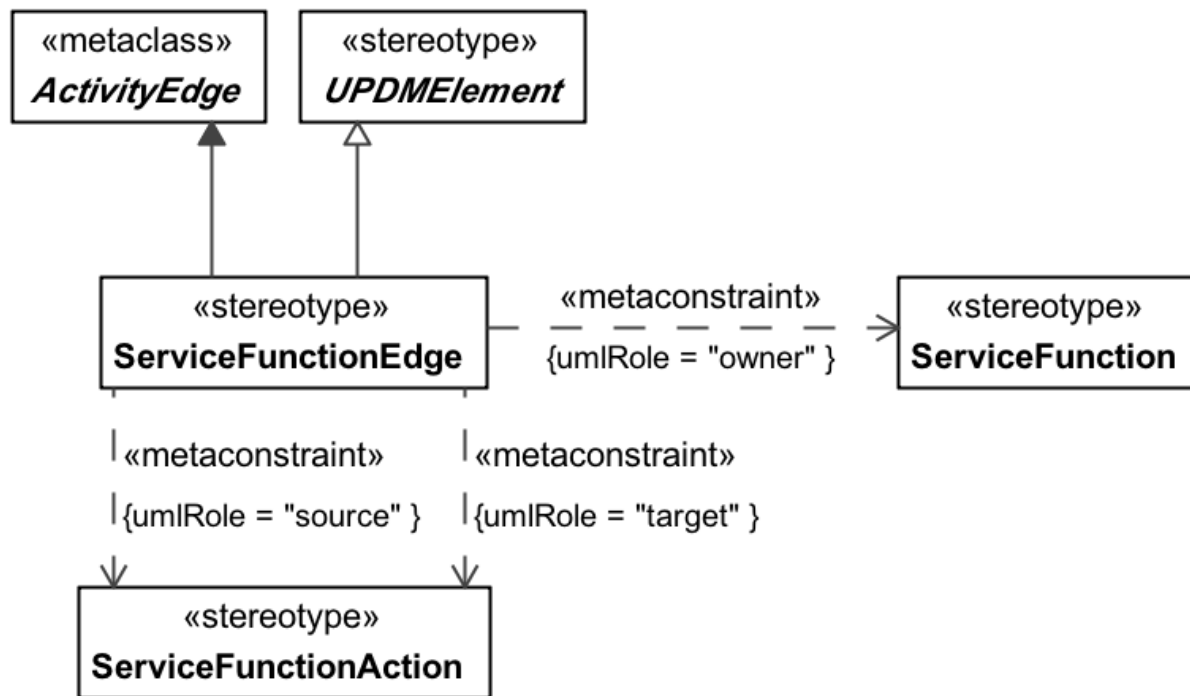 «metaclass»
ActivityEdge
«stereotype»
UPDMElement
«stereotype»
ServiceFunctionEdge
«metaconstraint»
{umlRole = "owner" }
«stereotype»
ServiceFunction
«metaconstraint»
{umlRole = "source" }
«metaconstraint»
{umlRole = "target" }
«stereotype»
ServiceFunctionAction